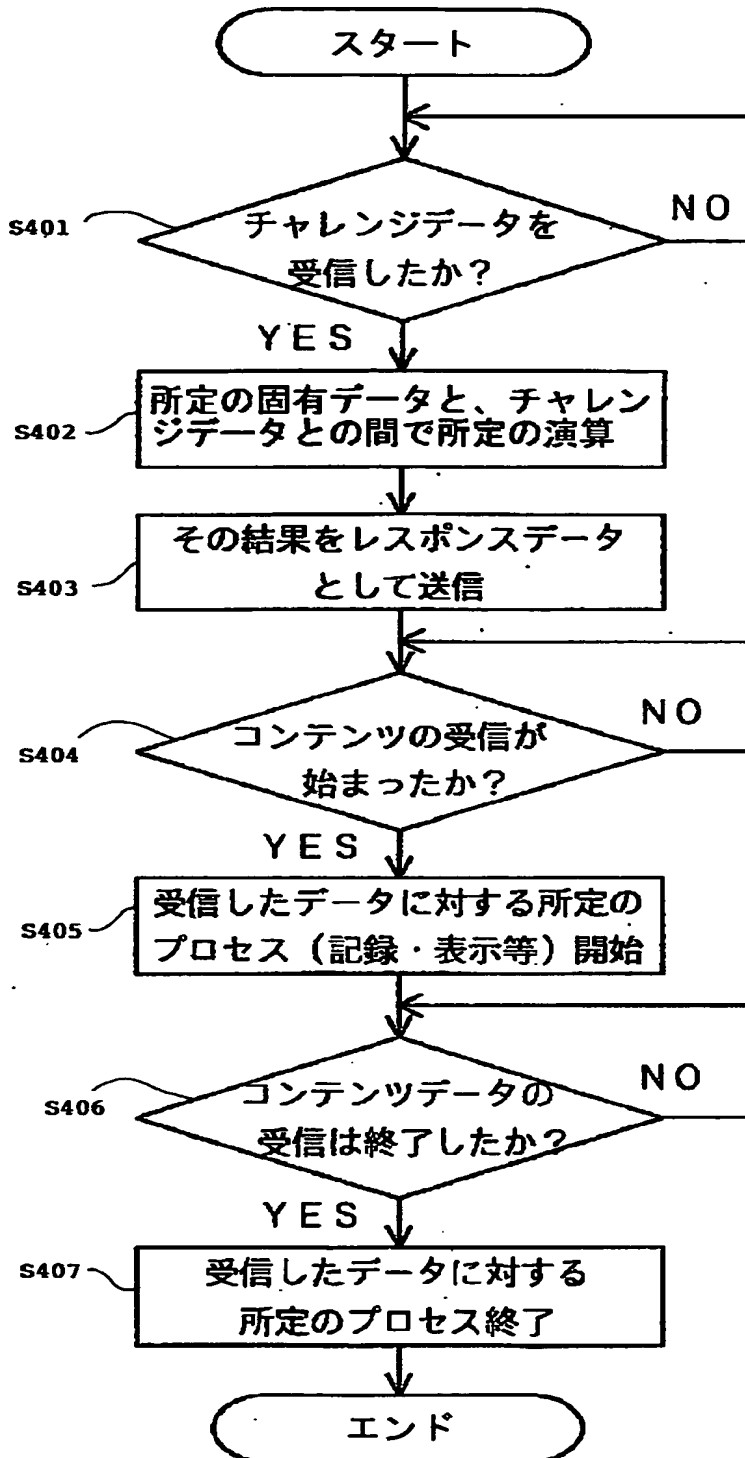 スタート
S401
チャレンジデータを
受信したか?
NO
YES
S402
所定の固有データと、チャレン
ジデータとの間で所定の演算
S403
その結果をレスポンスデータ
として送信
S404
コンテンツの受信が
始まったか?
NO
YES
S405
受信したデータに対する所定の
プロセス(記録・表示等)開始
S406
コンテンツデータの
受信は終了したか?
NO
YES
S407
受信したデータに対する
所定のプロセス終了
エンド